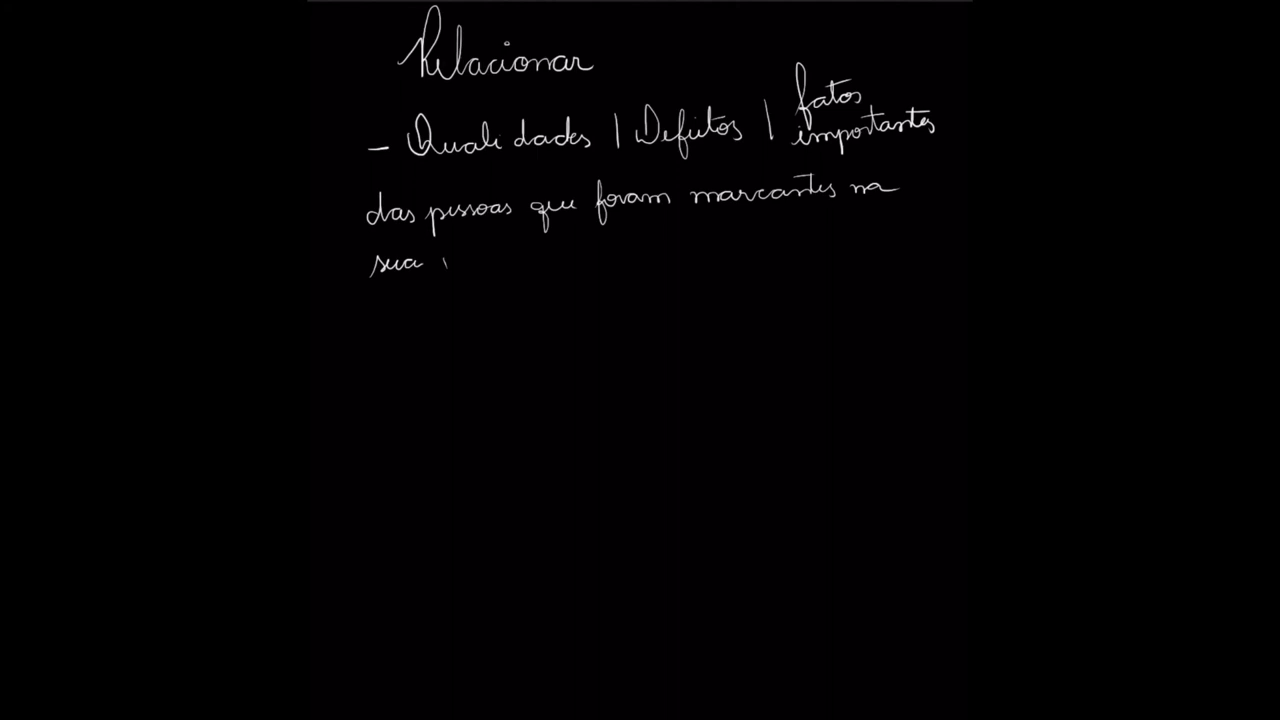 Relacionar
- Qualidades | Defeitos | fatos importantes
das pessoas que foram marcantes na
sua